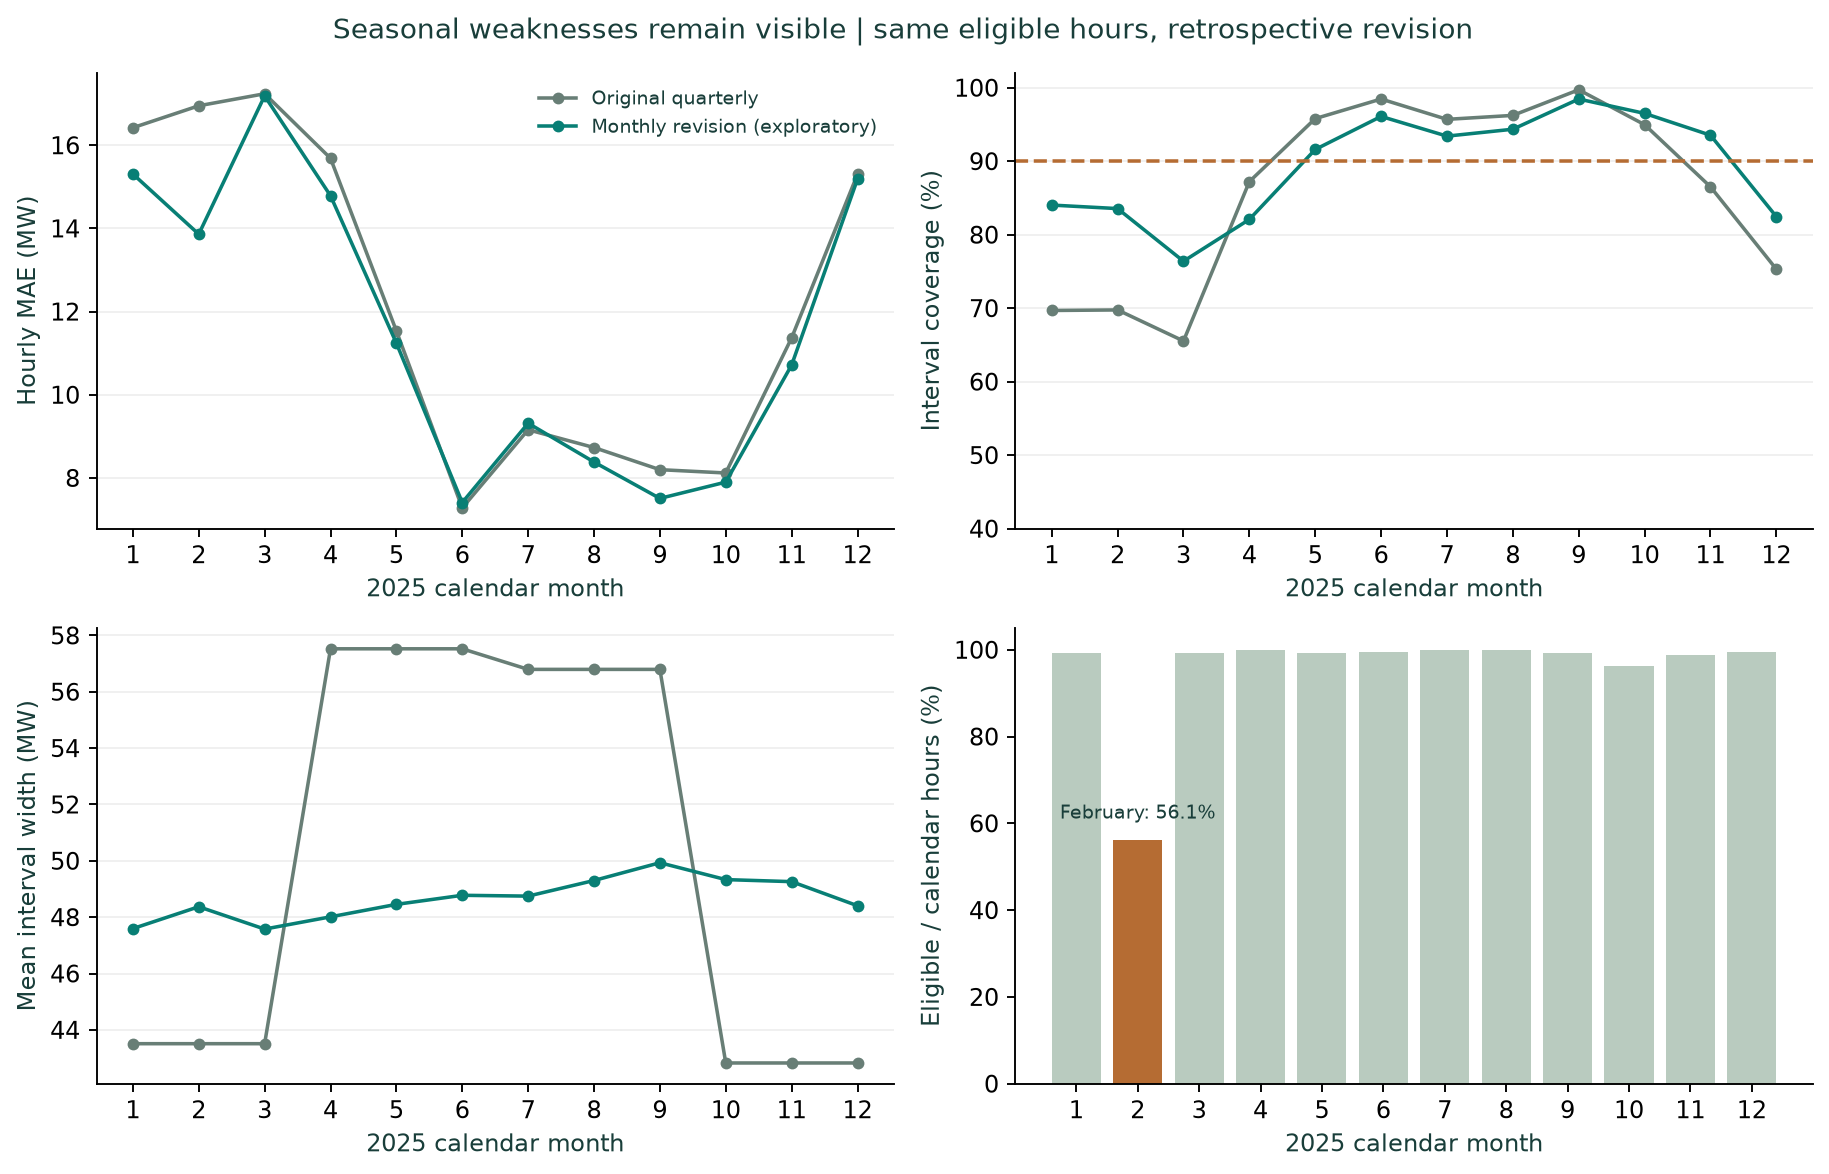 Seasonal weaknesses remain visible | same eligible hours, retrospective revision
Hourly MAE (MW)
16
14
12
10
8
Original quarterly
Monthly revision (exploratory)
1 2 3 4 5 6 7 8 9 10 11 12
2025 calendar month
Interval coverage (%)
100
90
80
70
60
50
40
1 2 3 4 5 6 7 8 9 10 11 12
2025 calendar month
Mean interval width (MW)
58
56
54
52
50
48
46
44
1 2 3 4 5 6 7 8 9 10 11 12
2025 calendar month
Eligible / calendar hours (%)
100
80
60
40
20
0
February: 56.1%
1 2 3 4 5 6 7 8 9 10 11 12
2025 calendar month